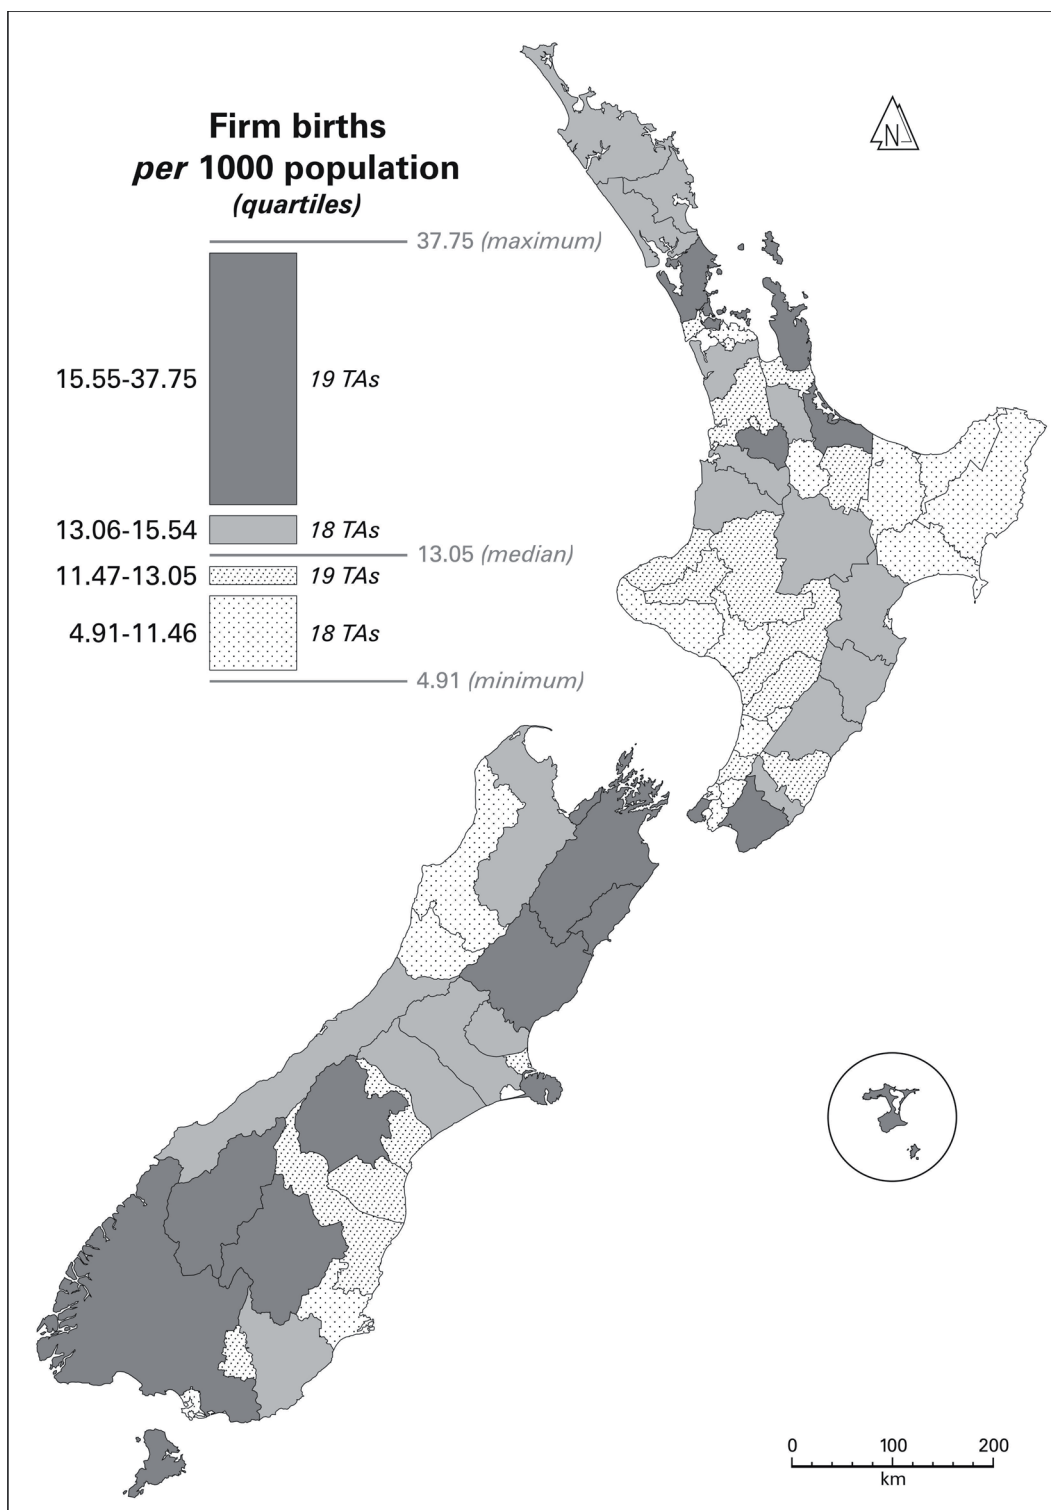 Firm births
per 1000 population
(quartiles)
37.75 (maximum)
15.55-37.75 19 TAs
13.06-15.54 18 TAs
13.05 (median)
11.47-13.05 19 TAs
4.91-11.46 18 TAs
4.91 (minimum)
N
0 100 200
km